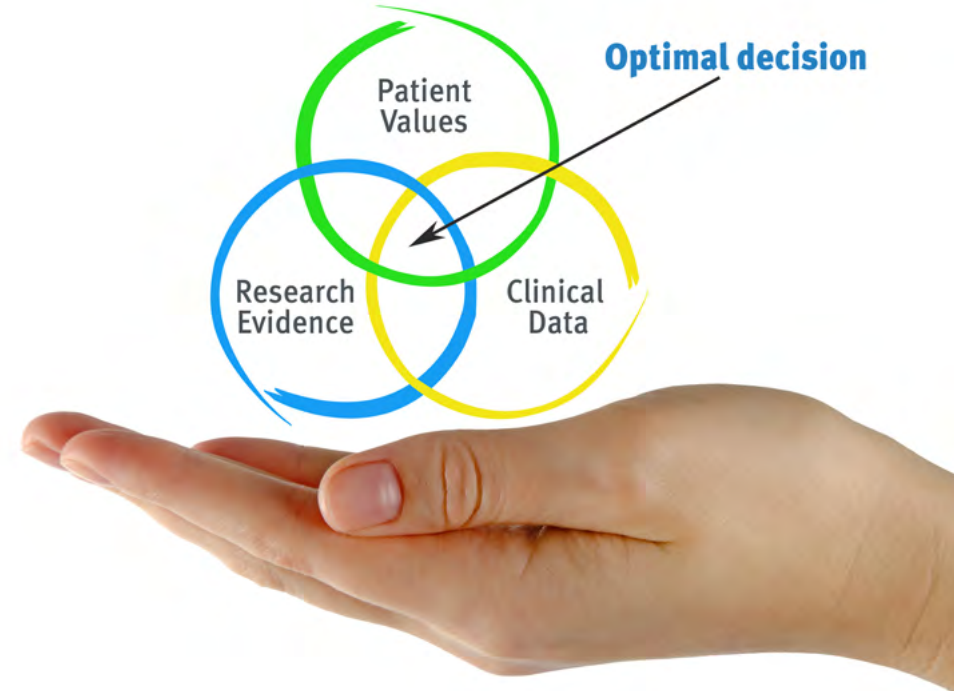 Optimal decision
Patient
Values
Research
Evidence
Clinical
Data